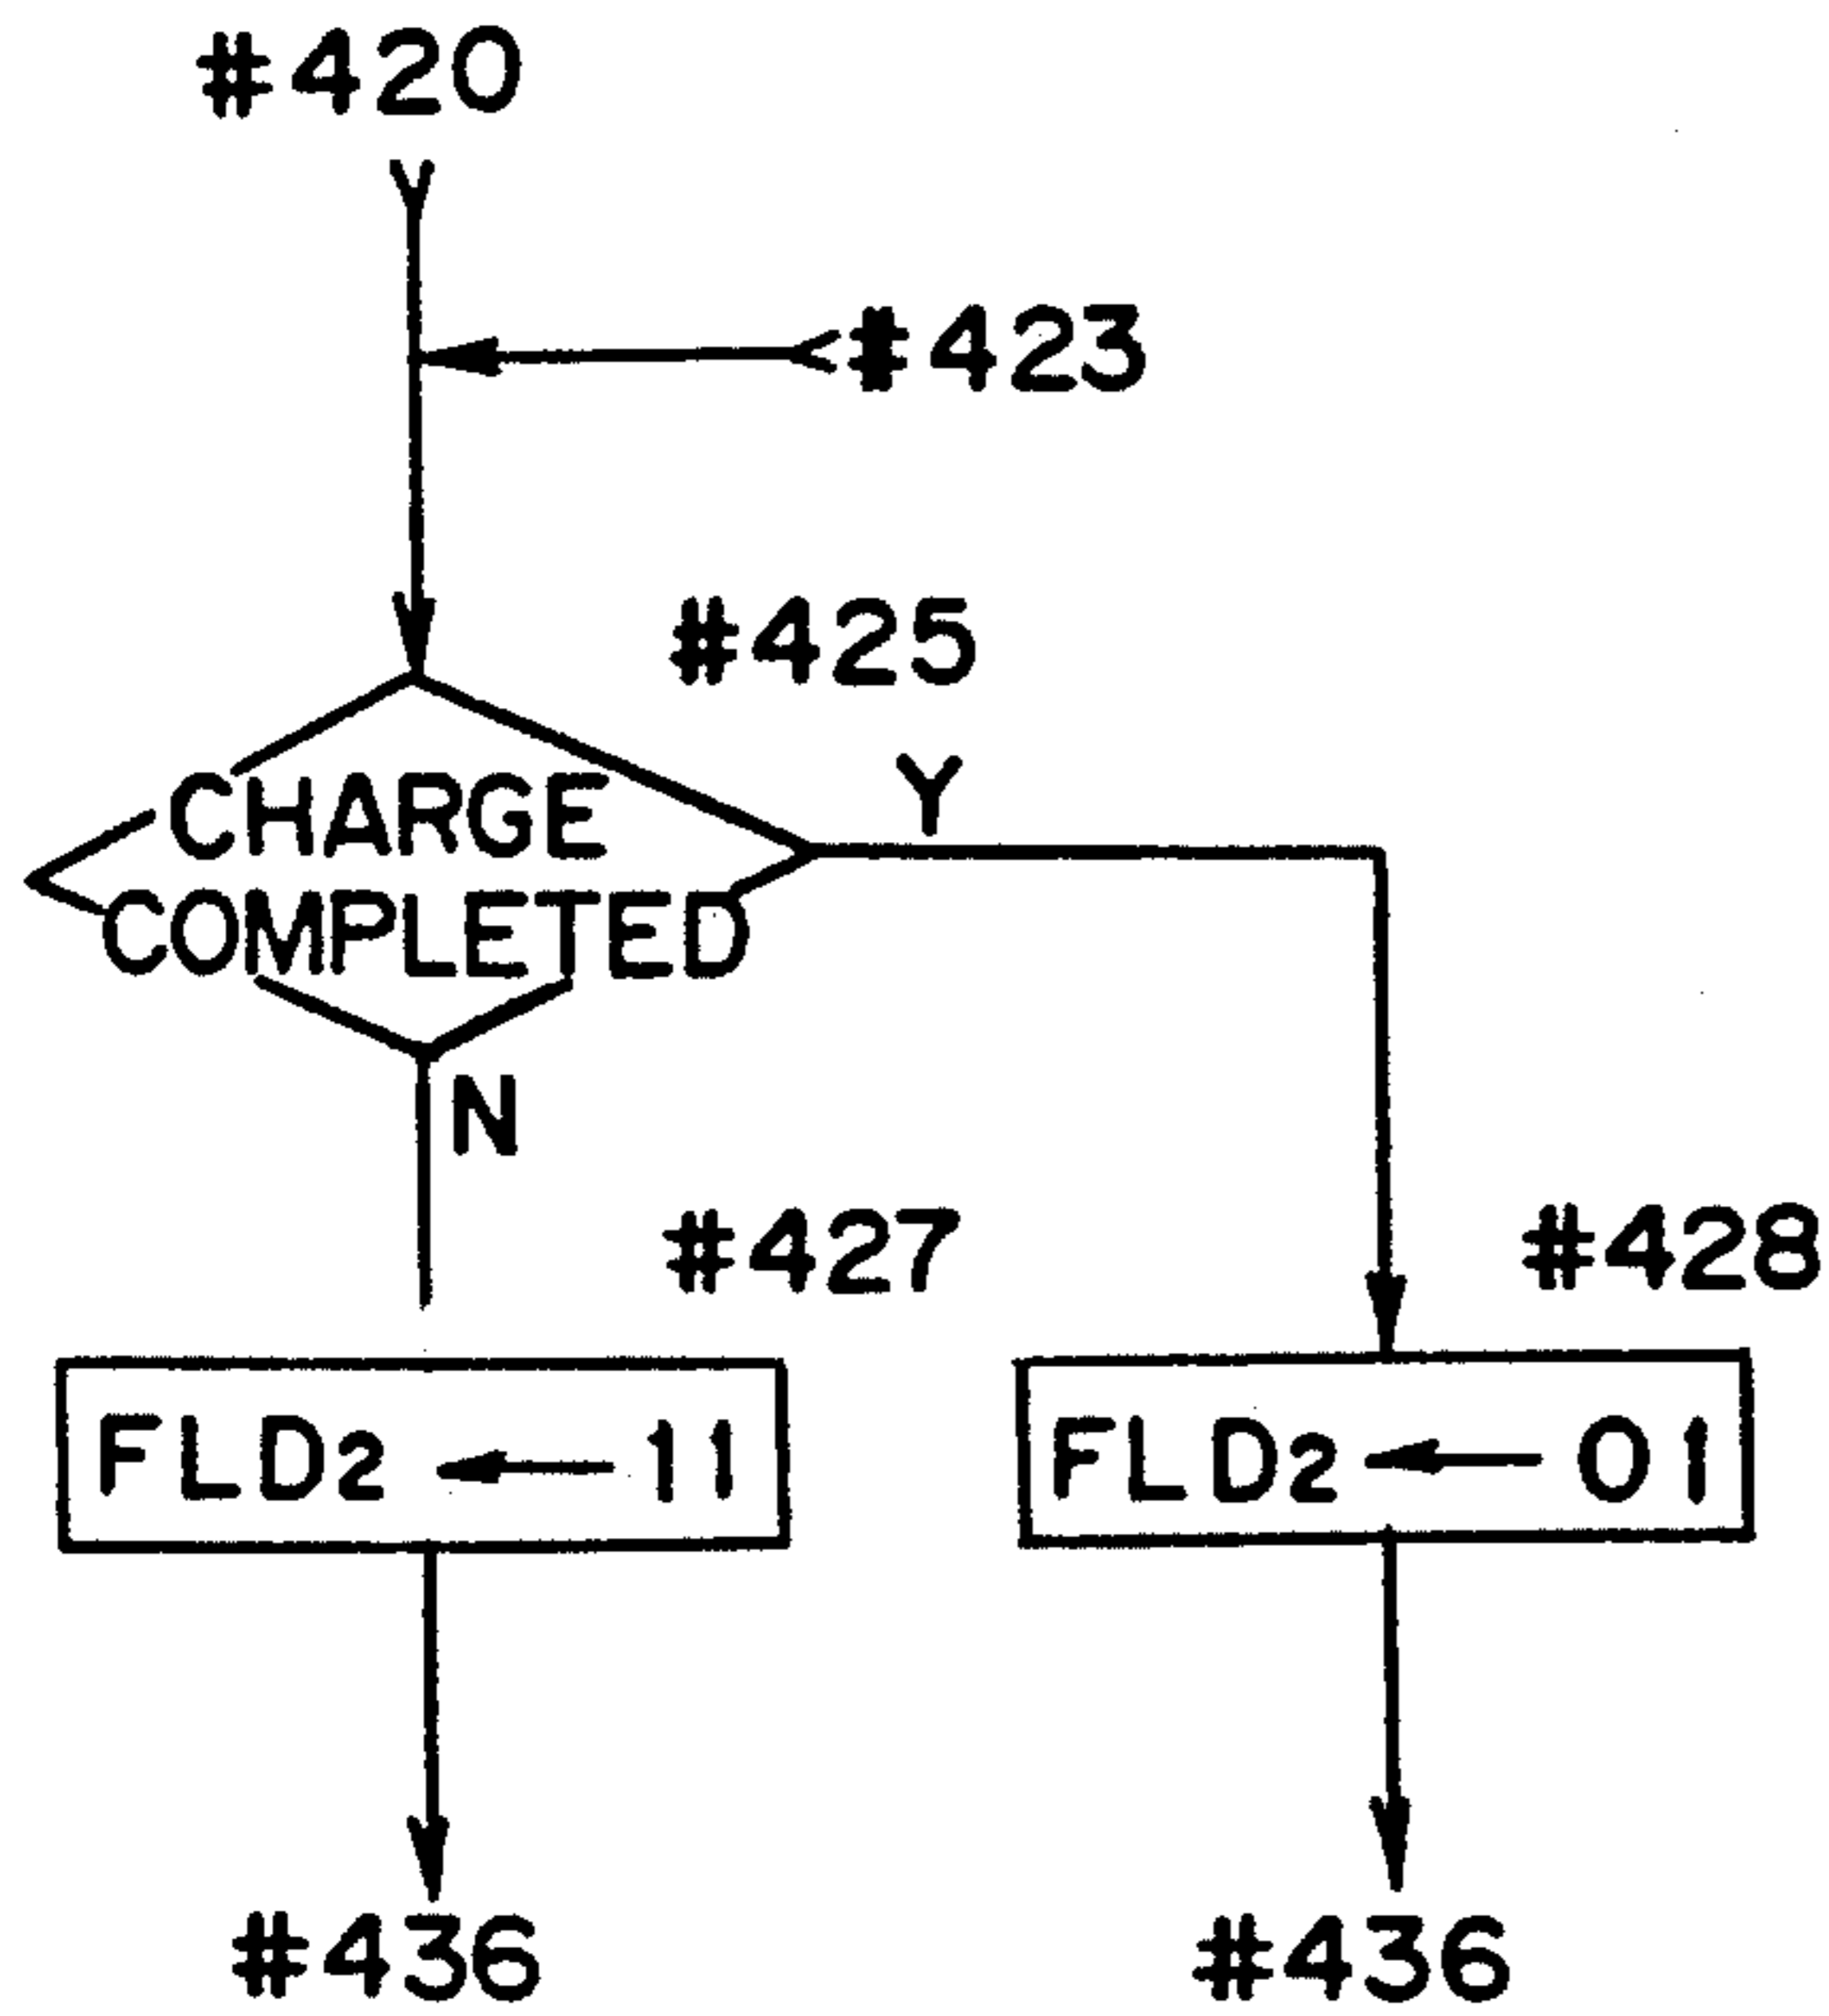 #420
#423
#425
CHARGE
COMPLETED
Y
N
#427
#428
FLD2 ← 11
FLD2 ← 01
#436
#436